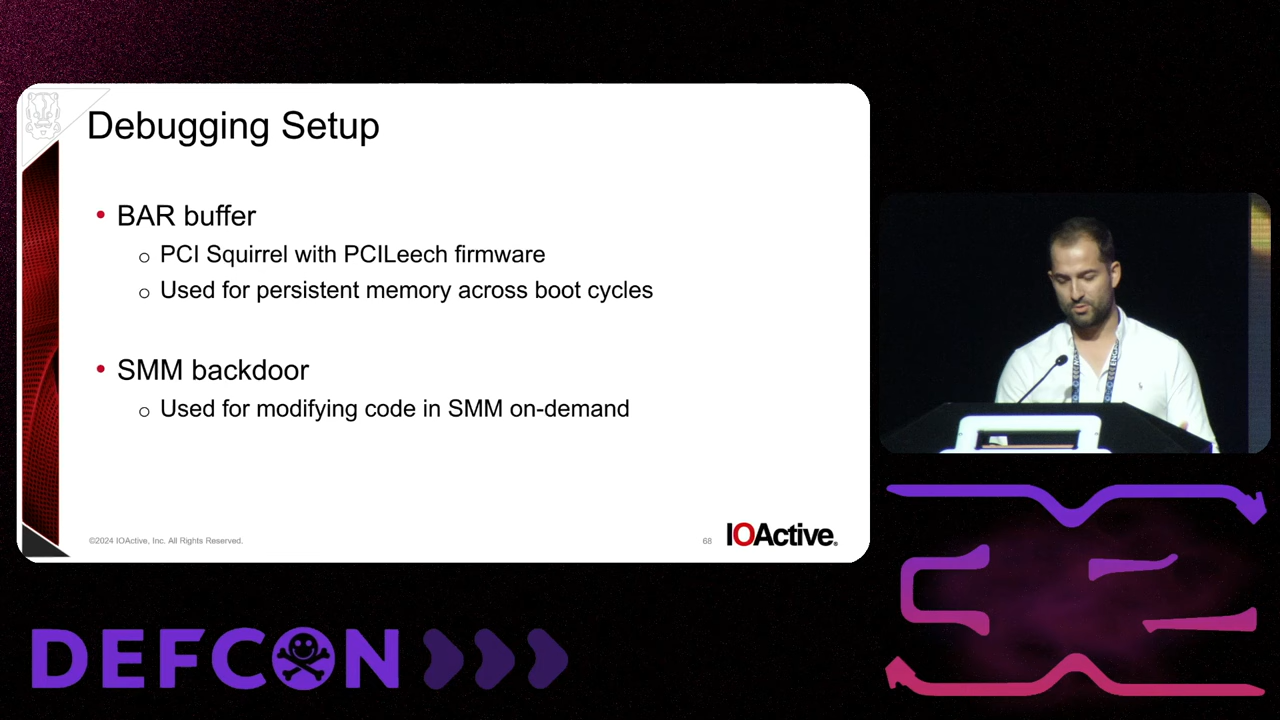 Debugging Setup
• BAR buffer
o PCI Squirrel with PCILeech firmware
o Used for persistent memory across boot cycles
• SMM backdoor
o Used for modifying code in SMM on-demand
©2024 IOActive, Inc. All Rights Reserved.
68
IOActive.
DEFCON